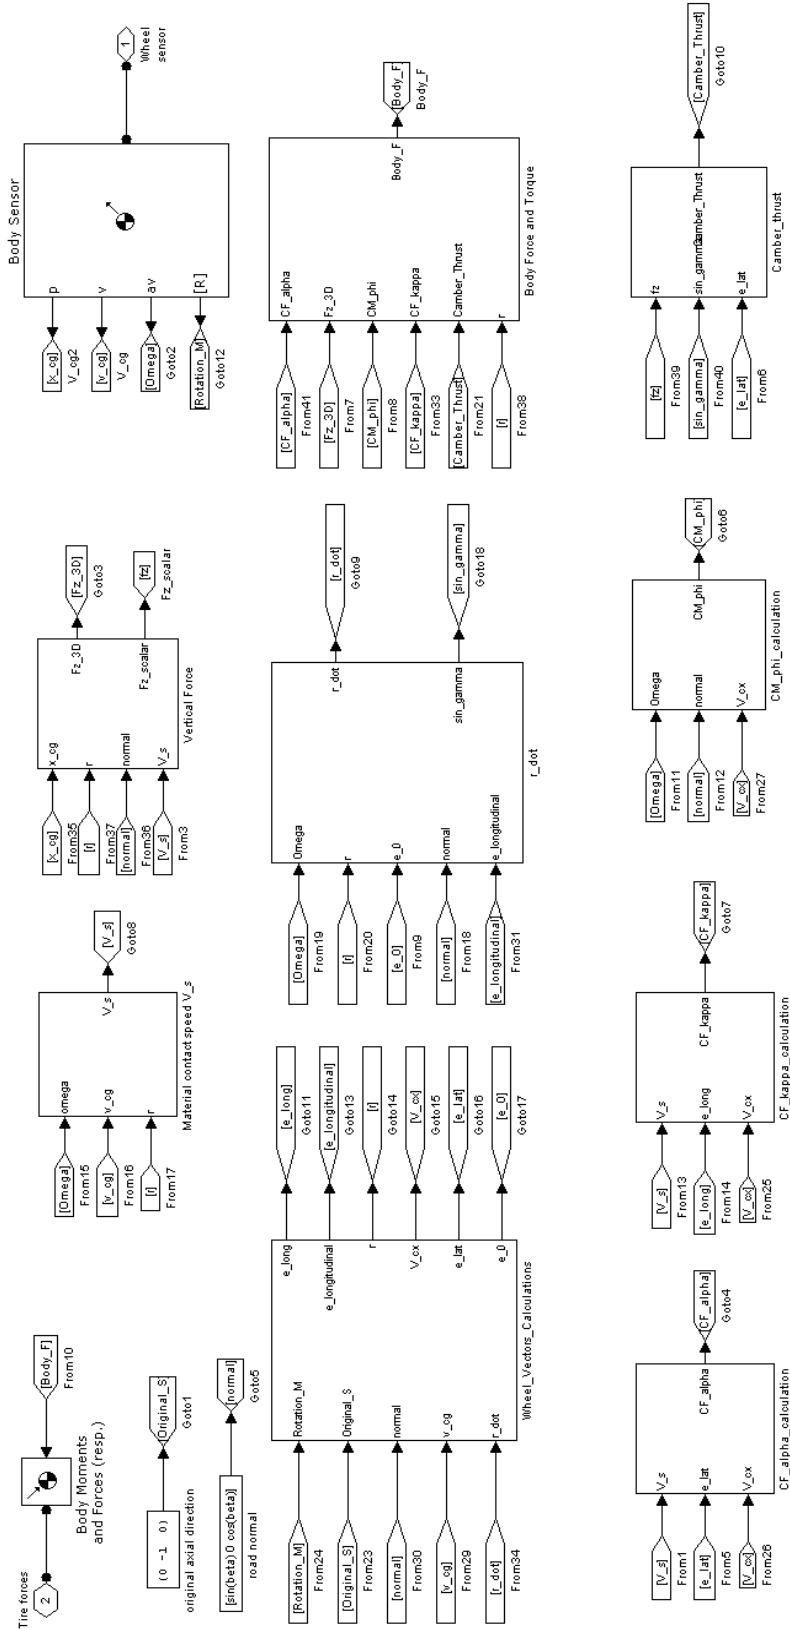 Tire forces
2
Body Moments
and Forces (resp.)
[Body_F]
From10
(0 -1 0)
original axial direction
[Original_S]
Goto1
[sin(beta) 0 cos(beta)]
road normal
[normal]
Goto5
[Omega]
From15
[v_cg]
From16
[r]
From17
omega
v_cg
r
V_s
Material contact speed V_s
[V_s]
Goto8
[x_cg]
From35
[r]
From37
[normal]
From36
[V_s]
From3
x_cg
r
normal
V_s
Fz_3D
Fz_scalar
Vertical Force
[Fz_3D]
Goto3
[fz]
Fz_scalar
Body Sensor
p
v
av
[R]
[x_cg]
V_cg2
[v_cg]
V_cg
[Omega]
Goto2
[Rotation_M]
Goto12
1
Wheel
sensor
[Rotation_M]
From24
[Original_S]
From23
[normal]
From30
[v_cg]
From29
[r_dot]
From34
Rotation_M
Original_S
normal
v_cg
r_dot
e_long
e_longitudinal
r
V_cx
e_lat
e_0
Wheel_Vectors_Calculations
[e_long]
Goto11
[e_longitudinal]
Goto13
[r]
Goto14
[V_cx]
Goto15
[e_lat]
Goto16
[e_0]
Goto17
[Omega]
From19
[r]
From20
[e_0]
From9
[normal]
From18
[e_longitudinal]
From31
Omega
r
e_0
normal
e_longitudinal
r_dot
sin_gamma
r_dot
[r_dot]
Goto9
[sin_gamma]
Goto18
[CF_alpha]
From41
[Fz_3D]
From7
[CM_phi]
From8
[CF_kappa]
From33
[Camber_Thrust]
From21
[r]
From38
CF_alpha
Fz_3D
CM_phi
CF_kappa
Camber_Thrust
r
Body_F
Body Force and Torque
[Body_F]
Body_F
[V_s]
From1
[e_lat]
From5
[V_cx]
From26
V_s
e_lat
V_cx
CF_alpha
CF_alpha_calculation
[CF_alpha]
Goto4
[V_s]
From13
[e_long]
From14
[V_cx]
From25
V_s
e_long
V_cx
CF_kappa
CF_kappa_calculation
[CF_kappa]
Goto7
[Omega]
From11
[normal]
From12
[V_cx]
From27
Omega
normal
V_cx
CM_phi
CM_phi_calculation
[CM_phi]
Goto6
[fz]
From39
[sin_gamma]
From40
[e_lat]
From6
fz
sin_gamma
e_lat
Camber_Thrust
Camber_thrust
[Camber_Thrust]
Goto10